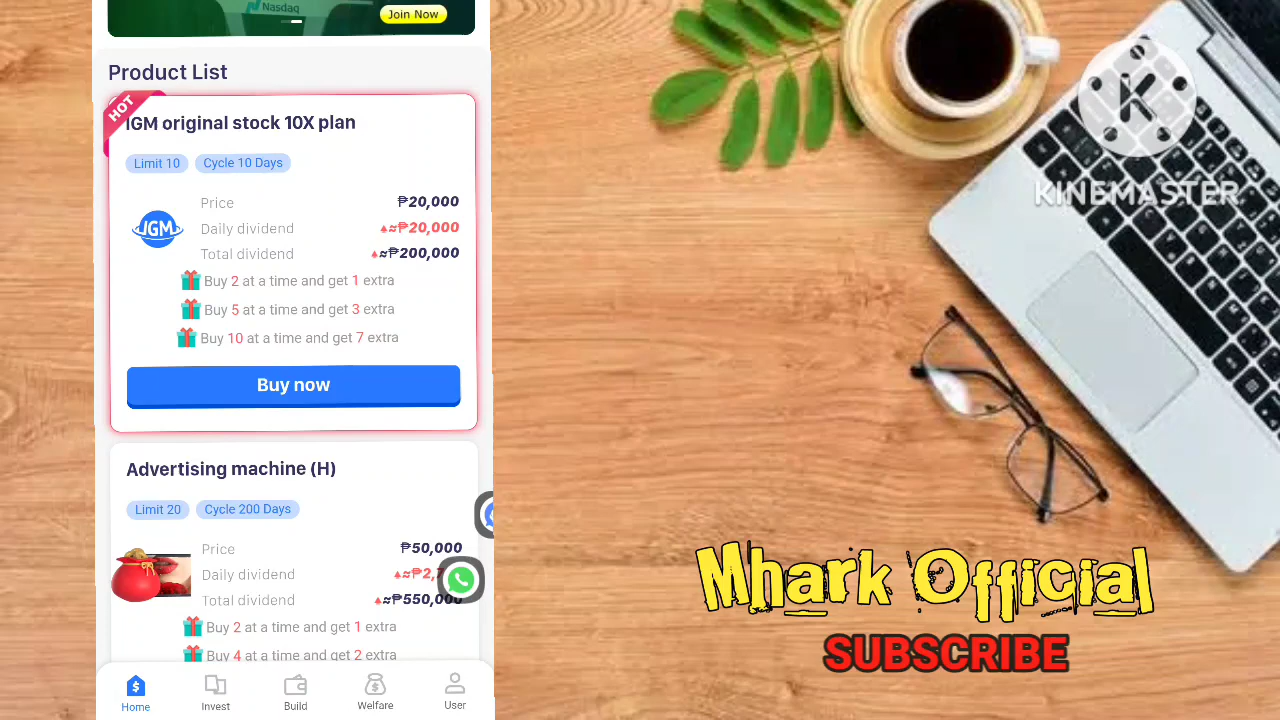 Nasdaq
Join Now
Product List
HOT
IGM original stock 10X plan
Limit 10
Cycle 10 Days
IGM
Price
₱20,000
Daily dividend
▲≈₱20,000
Total dividend
▲≈₱200,000
Buy 2 at a time and get 1 extra
Buy 5 at a time and get 3 extra
Buy 10 at a time and get 7 extra
Buy now
Advertising machine (H)
Limit 20
Cycle 200 Days
Price
₱50,000
Daily dividend
▲≈₱2,7
Total dividend
▲≈₱550,000
Buy 2 at a time and get 1 extra
Buy 4 at a time and get 2 extra
Home
Invest
Build
Welfare
User
K
KINEMASTER
Mhark Official
SUBSCRIBE